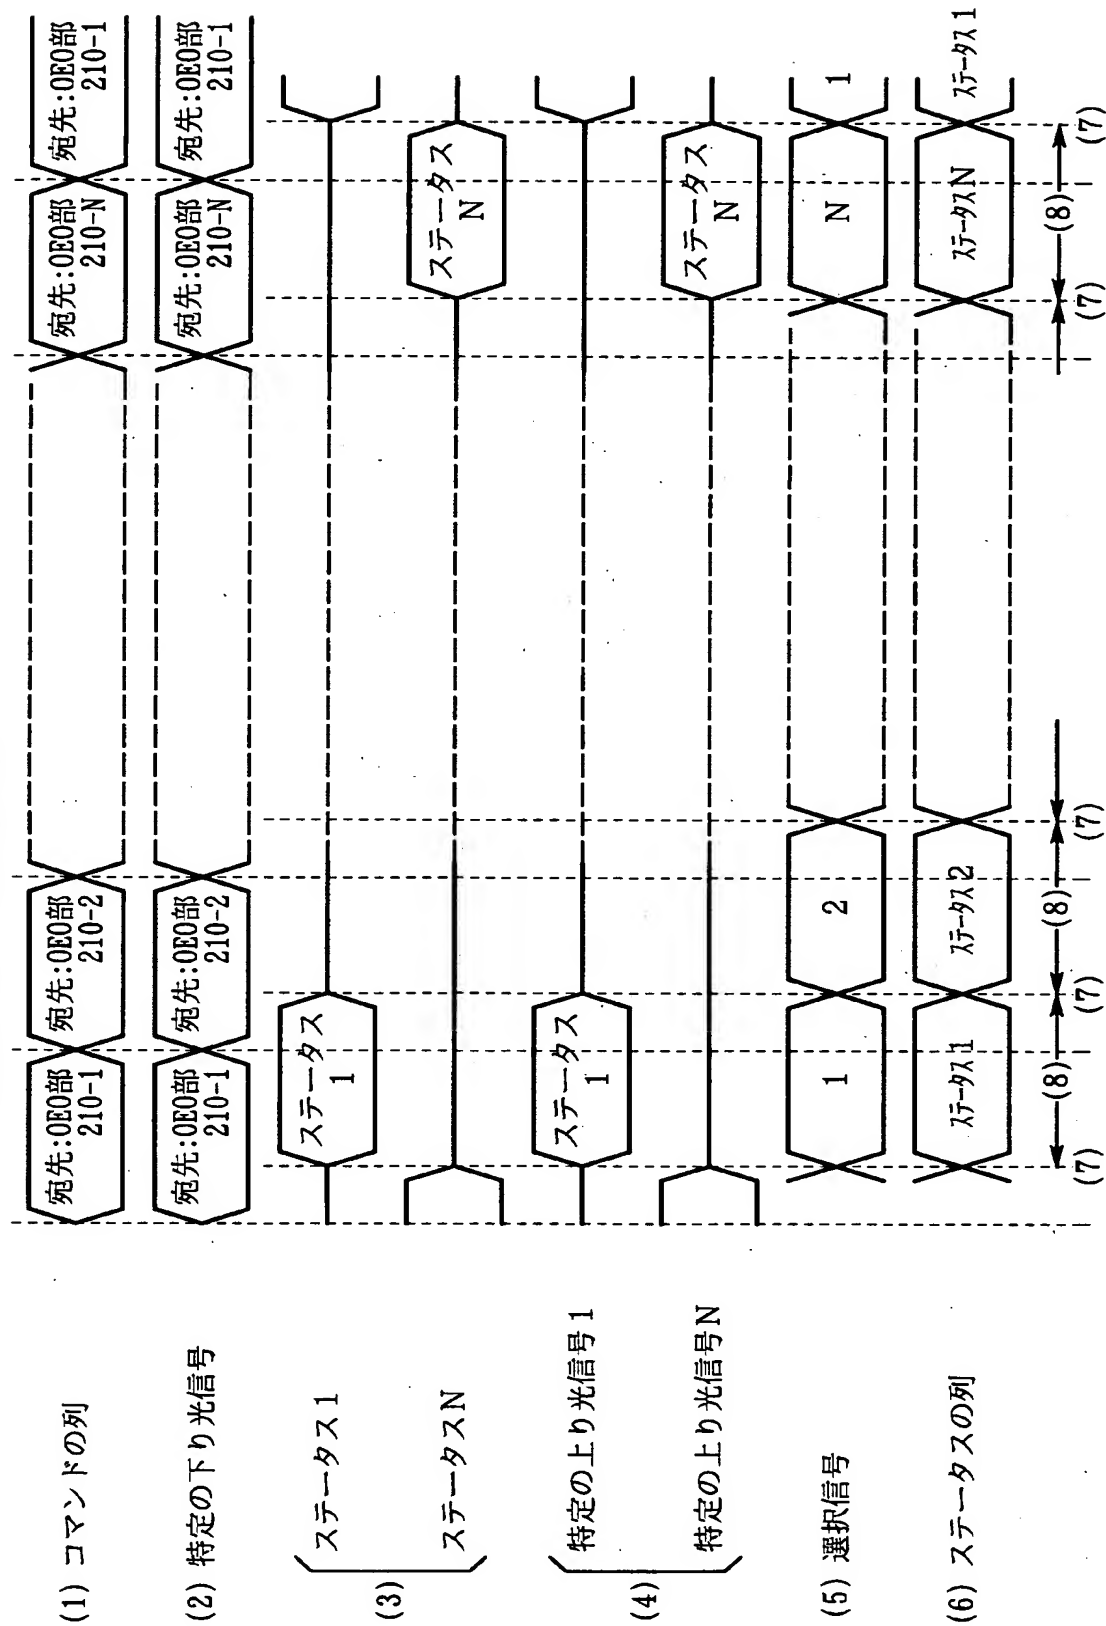 (1) コマンドの列
宛先:OEO部
210-1
宛先:OEO部
210-2
宛先:OEO部
210-N
宛先:OEO部
210-1
(2) 特定の下り光信号
宛先:OEO部
210-1
宛先:OEO部
210-2
宛先:OEO部
210-N
宛先:OEO部
210-1
(3)
ステータス1
ステータス
1
ステータスN
ステータス
N
(4)
特定の上り光信号1
ステータス
1
特定の上り光信号N
ステータス
N
(5) 選択信号
1
2
N
1
(6) ステータスの列
ステータス1
ステータス2
ステータスN
ステータス1
(8)
(8)
(8)
(7)
(7)
(7)
(7)
(7)